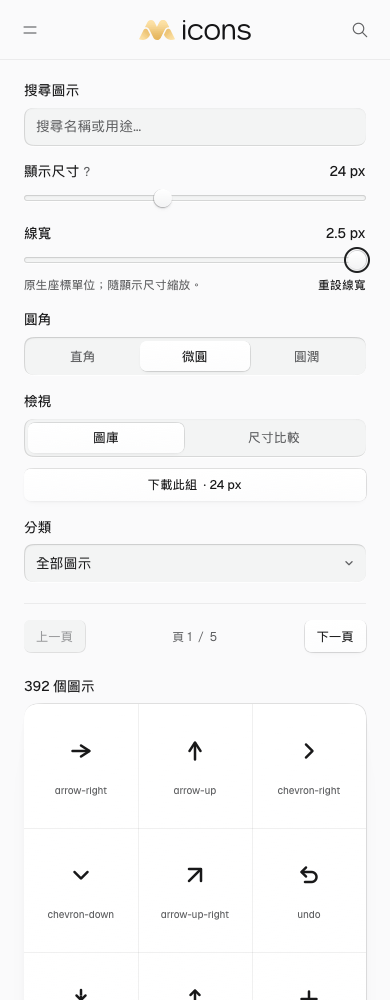 icons
搜尋圖示
搜尋名稱或用途…
顯示尺寸 ? 24 px
線寬 2.5 px
原生座標單位；隨顯示尺寸縮放。 重設線寬
圓角
直角 微圓 圓潤
檢視
圖庫 尺寸比較
下載此組 · 24 px
分類
全部圖示
上一頁 頁 1 / 5 下一頁
392 個圖示
arrow-right arrow-up chevron-right
chevron-down arrow-up-right undo